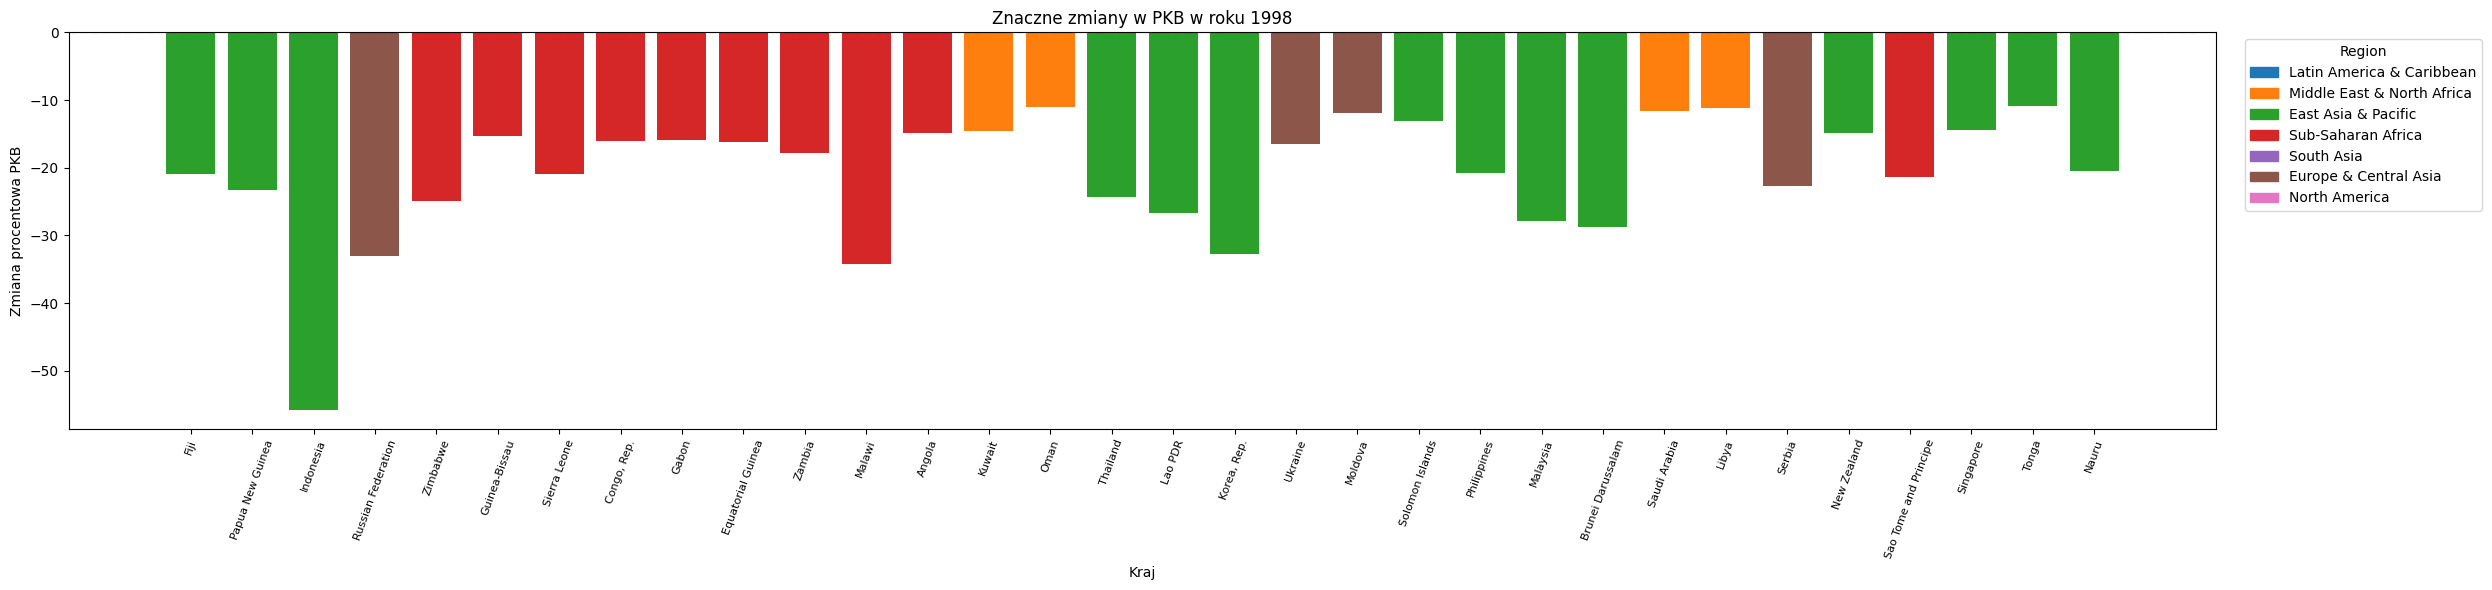 Znaczne zmiany w PKB w roku 1998
Zmiana procentowa PKB
0
−10
−20
−30
−40
−50
Fiji
Papua New Guinea
Indonesia
Russian Federation
Zimbabwe
Guinea-Bissau
Sierra Leone
Congo, Rep.
Gabon
Equatorial Guinea
Zambia
Malawi
Angola
Kuwait
Oman
Thailand
Lao PDR
Korea, Rep.
Ukraine
Moldova
Solomon Islands
Philippines
Malaysia
Brunei Darussalam
Saudi Arabia
Libya
Serbia
New Zealand
Sao Tome and Principe
Singapore
Tonga
Nauru
Kraj
Region
Latin America & Caribbean
Middle East & North Africa
East Asia & Pacific
Sub-Saharan Africa
South Asia
Europe & Central Asia
North America